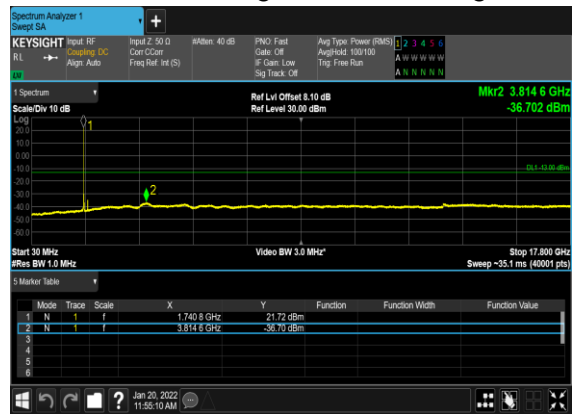 Spectrum Analyzer 1
Swept SA
+
KEYSIGHT Input: RF Input Z: 50 Ω #Atten: 40 dB PNO: Fast Avg Type: Power (RMS) 1 2 3 4 5 6
RL Coupling: DC Corr CCorr Gate: Off Avg|Hold: 100/100 A W W W W W
Align: Auto Freq Ref: Int (S) IF Gain: Low Trig: Free Run
LW Sig Track: Off A N N N N N
1 Spectrum Ref Lvl Offset 8.10 dB Mkr2 3.814 6 GHz
Scale/Div 10 dB Ref Level 30.00 dBm -36.702 dBm
Log
20.0
10.0
0.00
-10.0
-20.0
-30.0
-40.0
-50.0
-60.0
1
DL1 -13.00 dBm
2
Start 30 MHz Video BW 3.0 MHz* Stop 17.800 GHz
#Res BW 1.0 MHz Sweep ~35.1 ms (40001 pts)
5 Marker Table
Mode Trace Scale X Y Function Function Width Function Value
1 N 1 f 1.740 8 GHz 21.72 dBm
2 N 1 f 3.814 6 GHz -36.70 dBm
3
4
5
6
? Jan 20, 2022
11:55:10 AM